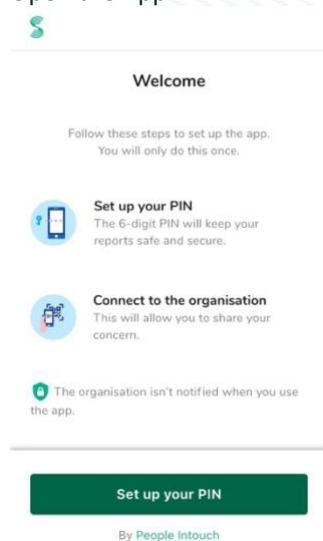 Open the App
Welcome
Follow these steps to set up the app.
You will only do this once.
Set up your PIN
The 6-digit PIN will keep your
reports safe and secure.
Connect to the organisation
This will allow you to share your
concern.
The organisation isn't notified when you use
the app.
Set up your PIN
By People Intouch